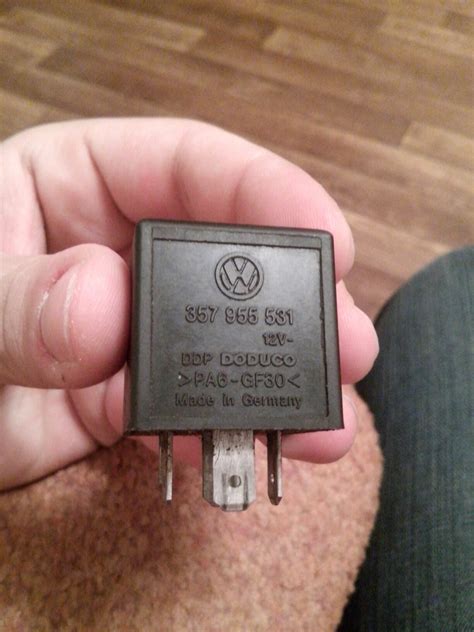 357 955 531
12V-
DDP DODUCO
>PA6-GF30<
Made in Germany